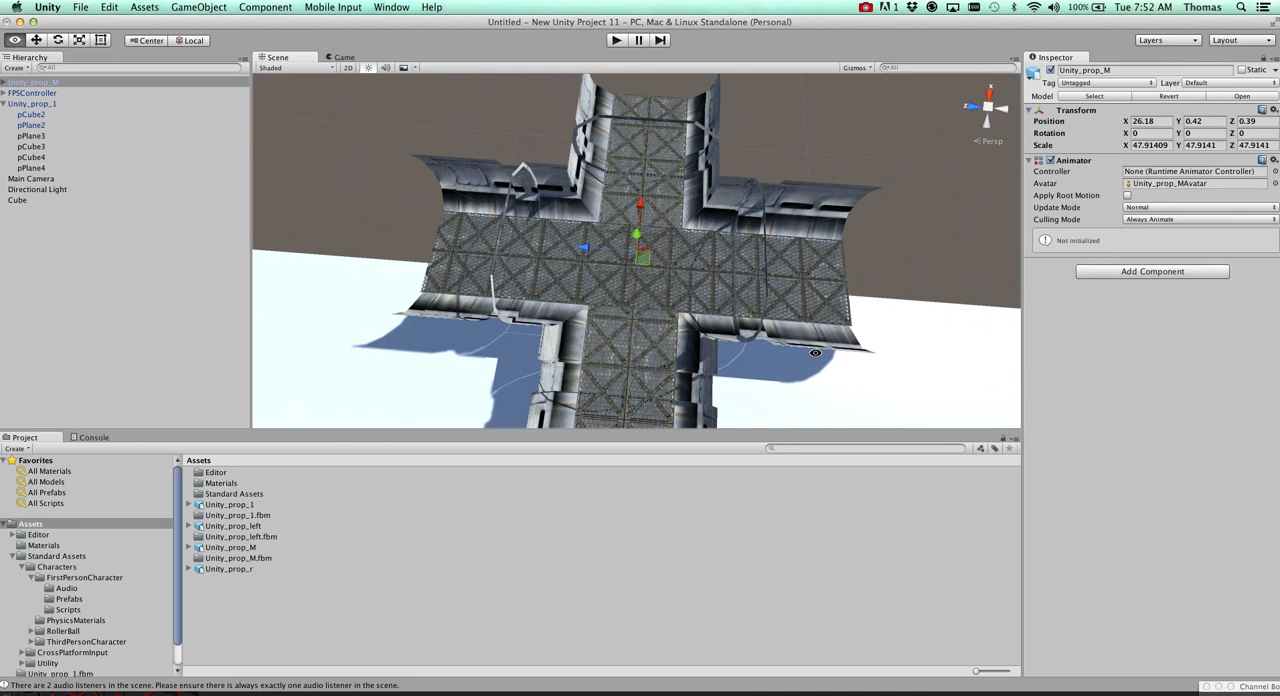 Unity File Edit Assets GameObject Component Mobile Input Window Help 1 100% Tue 7:52 AM Thomas
Untitled - New Unity Project 11 - PC, Mac & Linux Standalone (Personal)
Center Local Layers Layout
Hierarchy Scene Game Inspector
Create All Shaded 2D Gizmos All Unity_prop_M Static
Unity_prop_M Tag Untagged Layer Default
FPSController Model Select Revert Open
Unity_prop_1 x Transform
pCube2 z Position X 26.18 Y 0.42 Z 0.39
pPlane2 Rotation X 0 Y 0 Z 0
pPlane3 Persp Scale X 47.91409 Y 47.9141 Z 47.9141
pCube3 Animator
pCube4 Controller None (Runtime Animator Controller)
pPlane4 Avatar Unity_prop_MAvatar
Main Camera Apply Root Motion
Directional Light Update Mode Normal
Cube Culling Mode Always Animate
Not initialized
Add Component
Project Console
Create
Favorites Assets
All Materials Editor
All Models Materials
All Prefabs Standard Assets
All Scripts Unity_prop_1
Unity_prop_1.fbm
Assets Unity_prop_left
Editor Unity_prop_left.fbm
Materials Unity_prop_M
Standard Assets Unity_prop_M.fbm
Characters Unity_prop_r
FirstPersonCharacter
Audio
Prefabs
Scripts
PhysicsMaterials
RollerBall
ThirdPersonCharacter
CrossPlatformInput
Utility
Unity_prop_1.fbm
There are 2 audio listeners in the scene. Please ensure there is always exactly one audio listener in the scene. Channel Bo